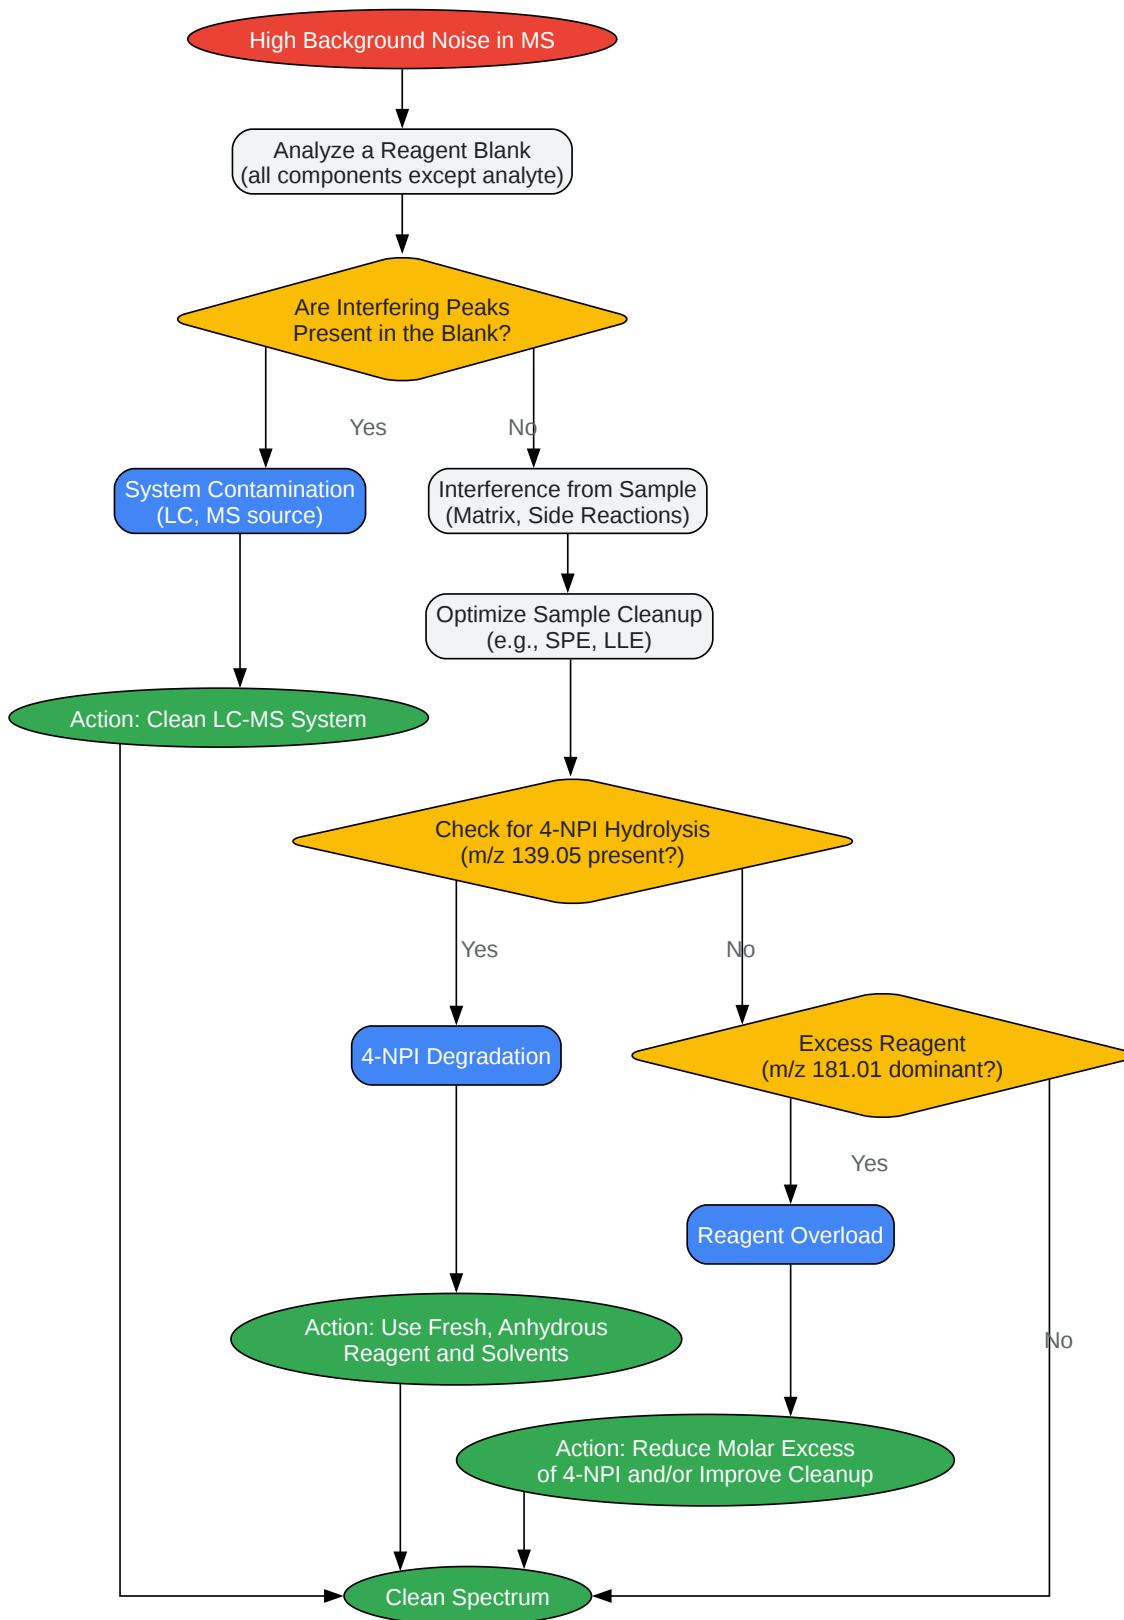 High Background Noise in MS
Analyze a Reagent Blank
(all components except analyte)
Are Interfering Peaks
Present in the Blank?
Yes
No
System Contamination
(LC, MS source)
Interference from Sample
(Matrix, Side Reactions)
Optimize Sample Cleanup
(e.g., SPE, LLE)
Action: Clean LC-MS System
Check for 4-NPI Hydrolysis
(m/z 139.05 present?)
Yes
No
4-NPI Degradation
Excess Reagent
(m/z 181.01 dominant?)
Yes
Reagent Overload
Action: Use Fresh, Anhydrous
Reagent and Solvents
No
Action: Reduce Molar Excess
of 4-NPI and/or Improve Cleanup
Clean Spectrum